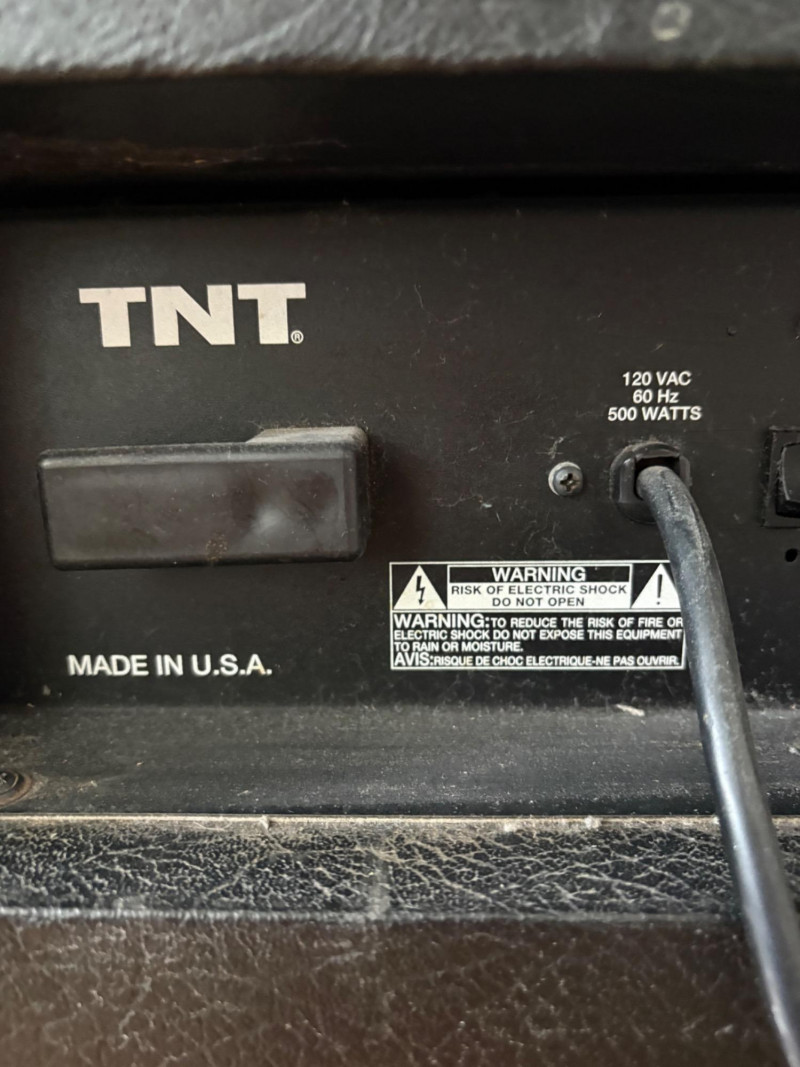 TNT®
120 VAC
60 Hz
500 WATTS
WARNING
RISK OF ELECTRIC SHOCK
DO NOT OPEN
WARNING: TO REDUCE THE RISK OF FIRE OR
ELECTRIC SHOCK DO NOT EXPOSE THIS EQUIPMENT
TO RAIN OR MOISTURE.
AVIS: RISQUE DE CHOC ELECTRIQUE-NE PAS OUVRIR.
MADE IN U.S.A.